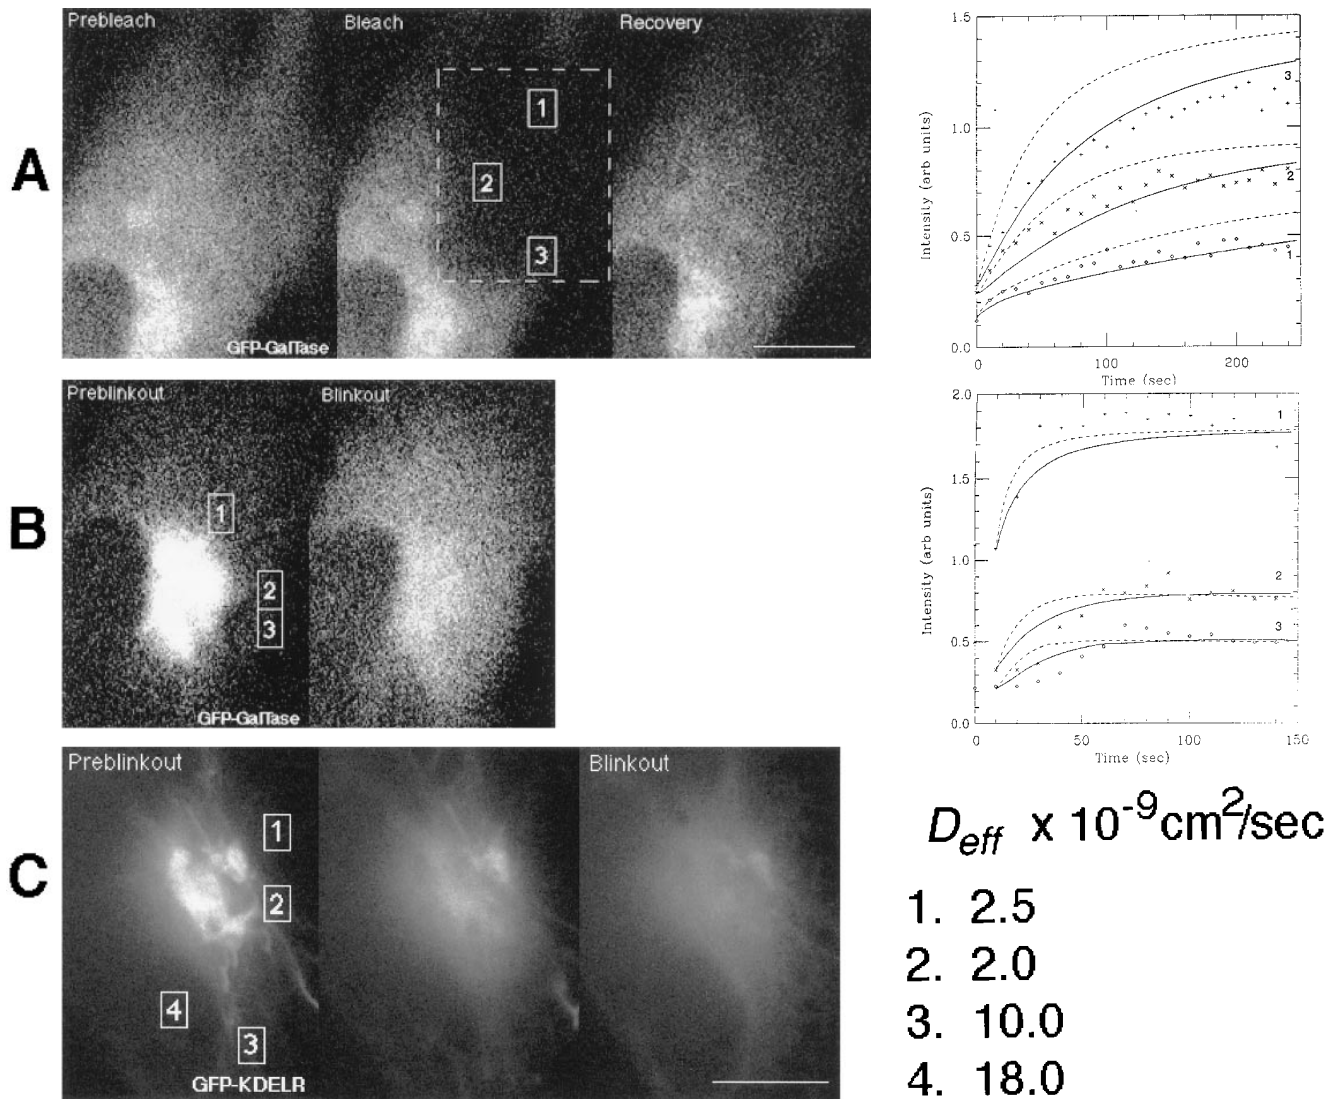 A
Prebleach
Bleach
Recovery
1
2
3
GFP-GalTase
1.5
1.0
0.5
0.0
Intensity (arb units)
3
2
1
0
100
200
Time (sec)
B
Preblinkout
Blinkout
1
2
3
GFP-GalTase
2.0
1.5
1.0
0.5
0.0
Intensity (arb units)
1
2
3
0
50
100
150
Time (sec)
C
Preblinkout
Blinkout
1
2
4
3
GFP-KDELR
Deff x 10-9cm2/sec
1. 2.5
2. 2.0
3. 10.0
4. 18.0